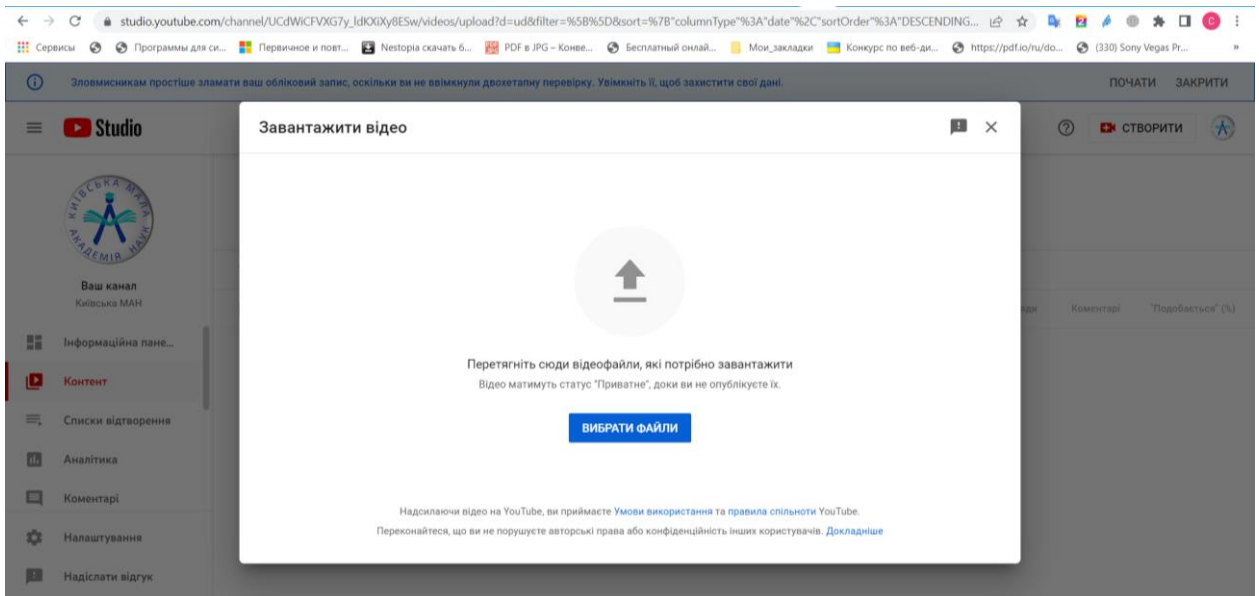 studio.youtube.com/channel/UCdWiCFVXG7y_ldKXiXy8ESw/videos/upload?d=ud&filter=%5B%5D&sort=%7B"columnType"%3A"date"%2C"sortOrder"%3A"DESCENDING...
Сервисы Программы для си... Первичное и повт... Nestopia скачать б... PDF в JPG – Конве... Бесплатный онлай... Мои_закладки Конкурс по веб-ди... https://pdf.io/ru/do... (330) Sony Vegas Pr... »
Зловмисникам простіше зламати ваш обліковий запис, оскільки ви не ввімкнули двохетапну перевірку. Увімкніть її, щоб захистити свої дані. ПОЧАТИ ЗАКРИТИ
Studio
Завантажити відео
СТВОРИТИ
КИЇВСЬКА МАЛА АКАДЕМІЯ НАУК
Ваш канал
Київська МАН
Коментарі "Подобається" (%)
Інформаційна пане...
Контент
Списки відтворення
Аналітика
Коментарі
Налаштування
Надіслати відгук
Перетягніть сюди відеофайли, які потрібно завантажити
Відео матимуть статус "Приватне", доки ви не опублікуєте їх.
ВИБРАТИ ФАЙЛИ
Надсилаючи відео на YouTube, ви приймаєте Умови використання та правила спільноти YouTube.
Переконайтеся, що ви не порушуєте авторські права або конфіденційність інших користувачів. Докладніше